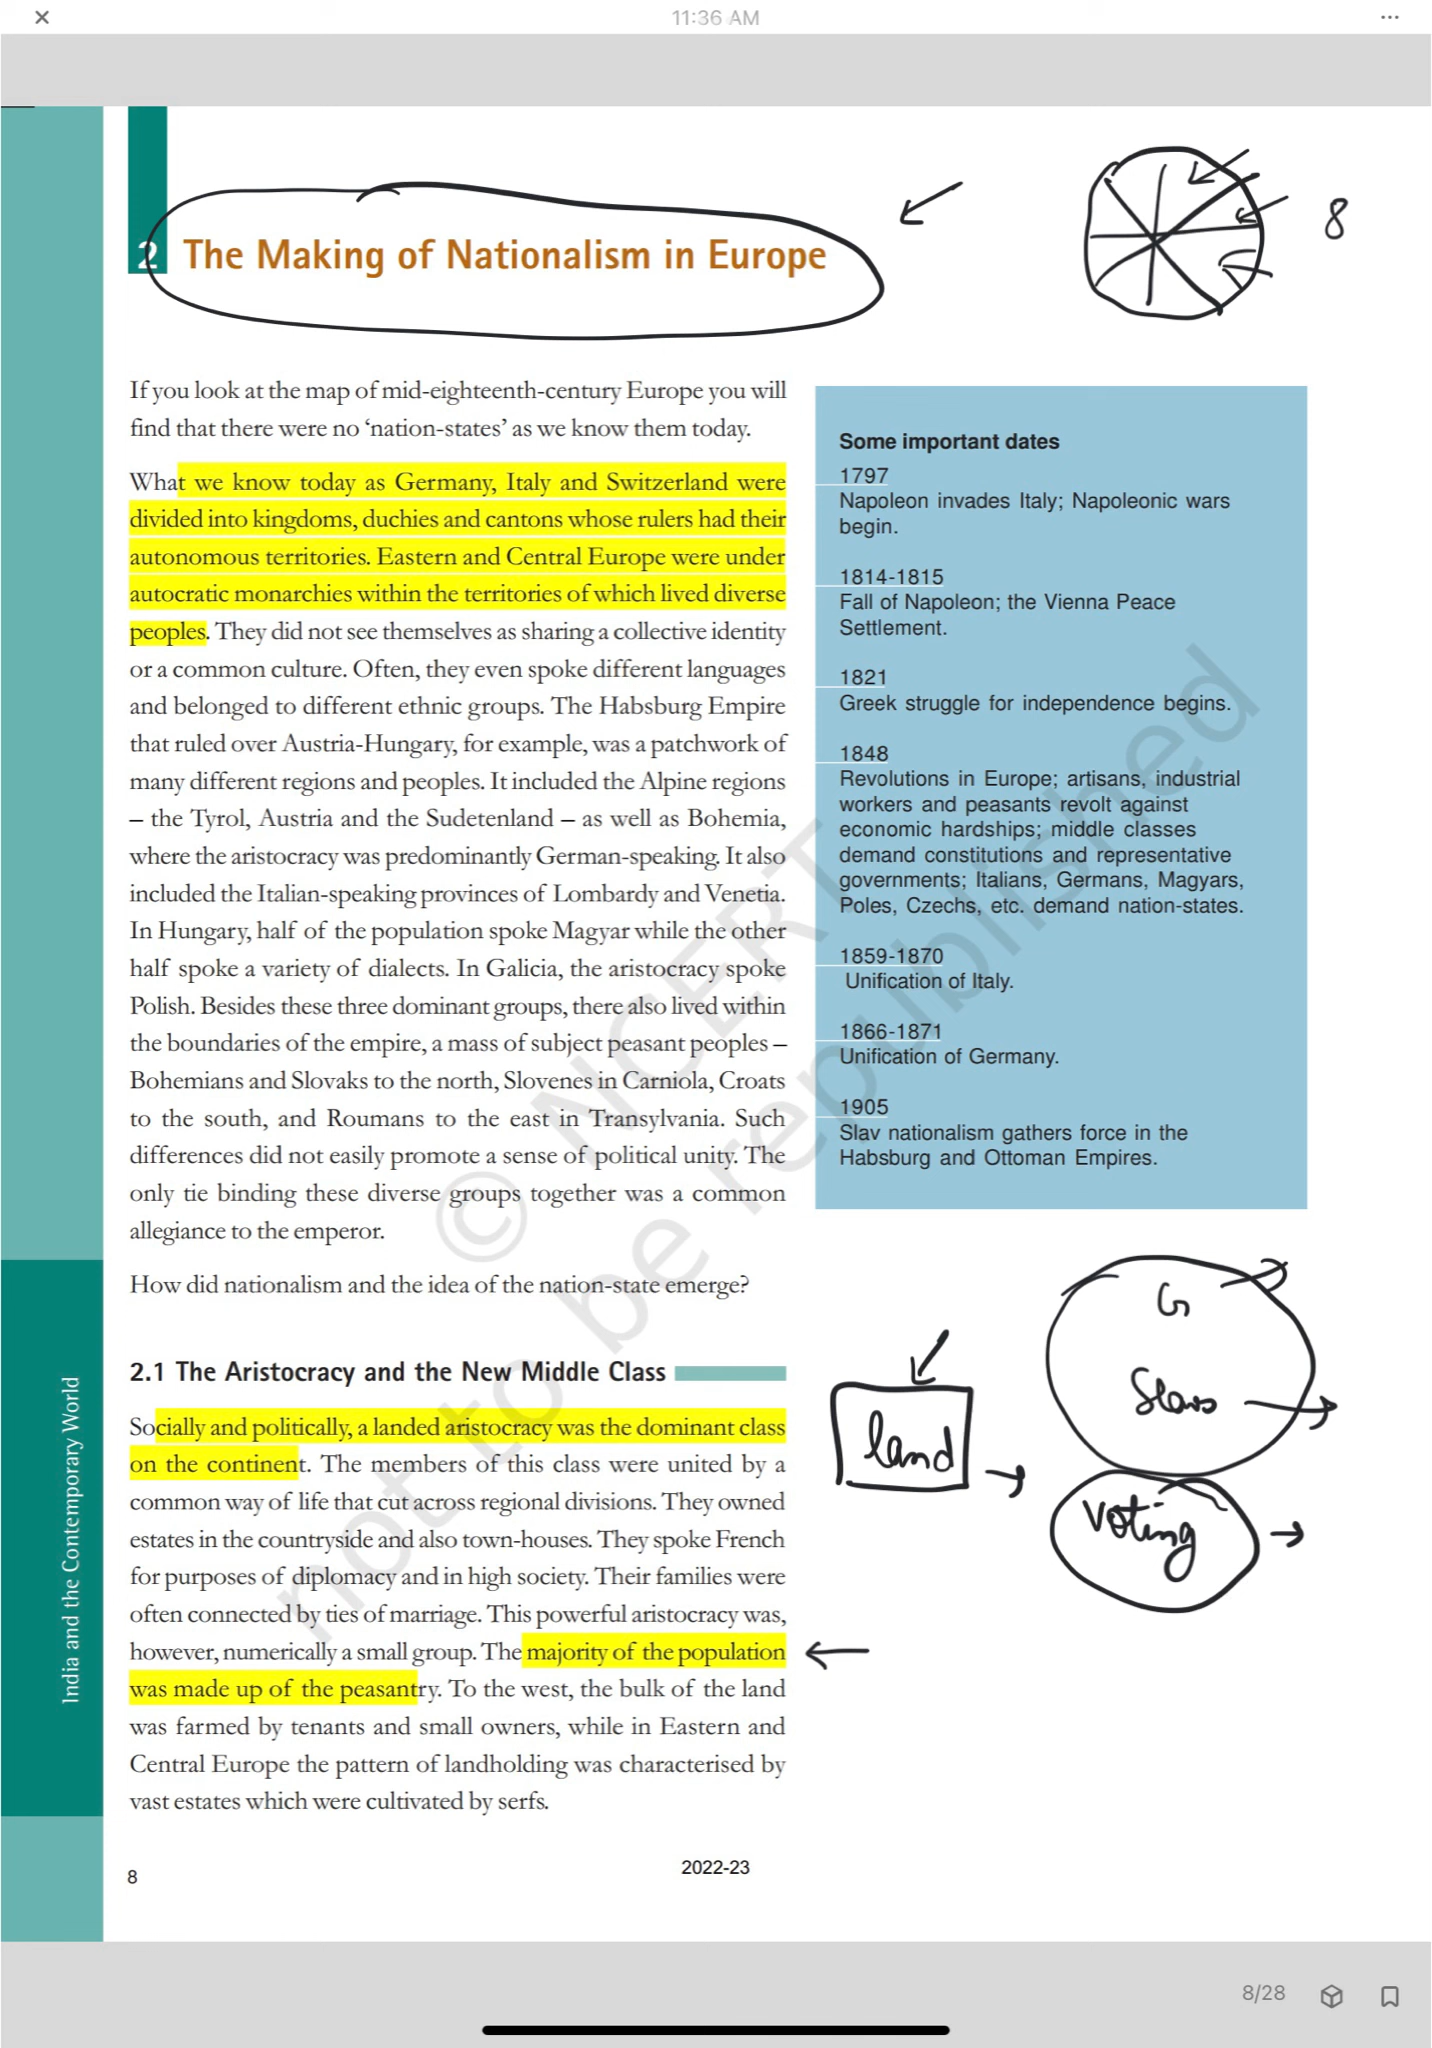 11:36 AM
2 The Making of Nationalism in Europe
8
If you look at the map of mid-eighteenth-century Europe you will
find that there were no ‘nation-states’ as we know them today.
What we know today as Germany, Italy and Switzerland were
divided into kingdoms, duchies and cantons whose rulers had their
autonomous territories. Eastern and Central Europe were under
autocratic monarchies within the territories of which lived diverse
peoples. They did not see themselves as sharing a collective identity
or a common culture. Often, they even spoke different languages
and belonged to different ethnic groups. The Habsburg Empire
that ruled over Austria-Hungary, for example, was a patchwork of
many different regions and peoples. It included the Alpine regions
– the Tyrol, Austria and the Sudetenland – as well as Bohemia,
where the aristocracy was predominantly German-speaking. It also
included the Italian-speaking provinces of Lombardy and Venetia.
In Hungary, half of the population spoke Magyar while the other
half spoke a variety of dialects. In Galicia, the aristocracy spoke
Polish. Besides these three dominant groups, there also lived within
the boundaries of the empire, a mass of subject peasant peoples –
Bohemians and Slovaks to the north, Slovenes in Carniola, Croats
to the south, and Roumans to the east in Transylvania. Such
differences did not easily promote a sense of political unity. The
only tie binding these diverse groups together was a common
allegiance to the emperor.
How did nationalism and the idea of the nation-state emerge?
2.1 The Aristocracy and the New Middle Class
Socially and politically, a landed aristocracy was the dominant class
on the continent. The members of this class were united by a
common way of life that cut across regional divisions. They owned
estates in the countryside and also town-houses. They spoke French
for purposes of diplomacy and in high society. Their families were
often connected by ties of marriage. This powerful aristocracy was,
however, numerically a small group. The majority of the population
was made up of the peasantry. To the west, the bulk of the land
was farmed by tenants and small owners, while in Eastern and
Central Europe the pattern of landholding was characterised by
vast estates which were cultivated by serfs.
Some important dates
1797
Napoleon invades Italy; Napoleonic wars
begin.
1814-1815
Fall of Napoleon; the Vienna Peace
Settlement.
1821
Greek struggle for independence begins.
1848
Revolutions in Europe; artisans, industrial
workers and peasants revolt against
economic hardships; middle classes
demand constitutions and representative
governments; Italians, Germans, Magyars,
Poles, Czechs, etc. demand nation-states.
1859-1870
Unification of Italy.
1866-1871
Unification of Germany.
1905
Slav nationalism gathers force in the
Habsburg and Ottoman Empires.
G
land
Voting
India and the Contemporary World
© NCERT
not to be republished
8
2022-23
8/28